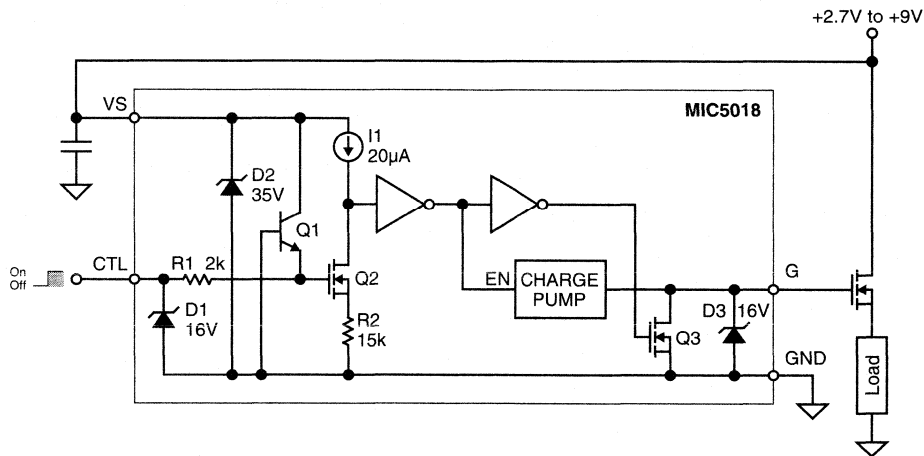 +2.7V to +9V
VS
MIC5018
I1
20µA
D2
35V
Q1
On
Off
CTL
R1 2k
Q2
EN
CHARGE
PUMP
G
D1
16V
R2
15k
Q3
D3 16V
GND
Load